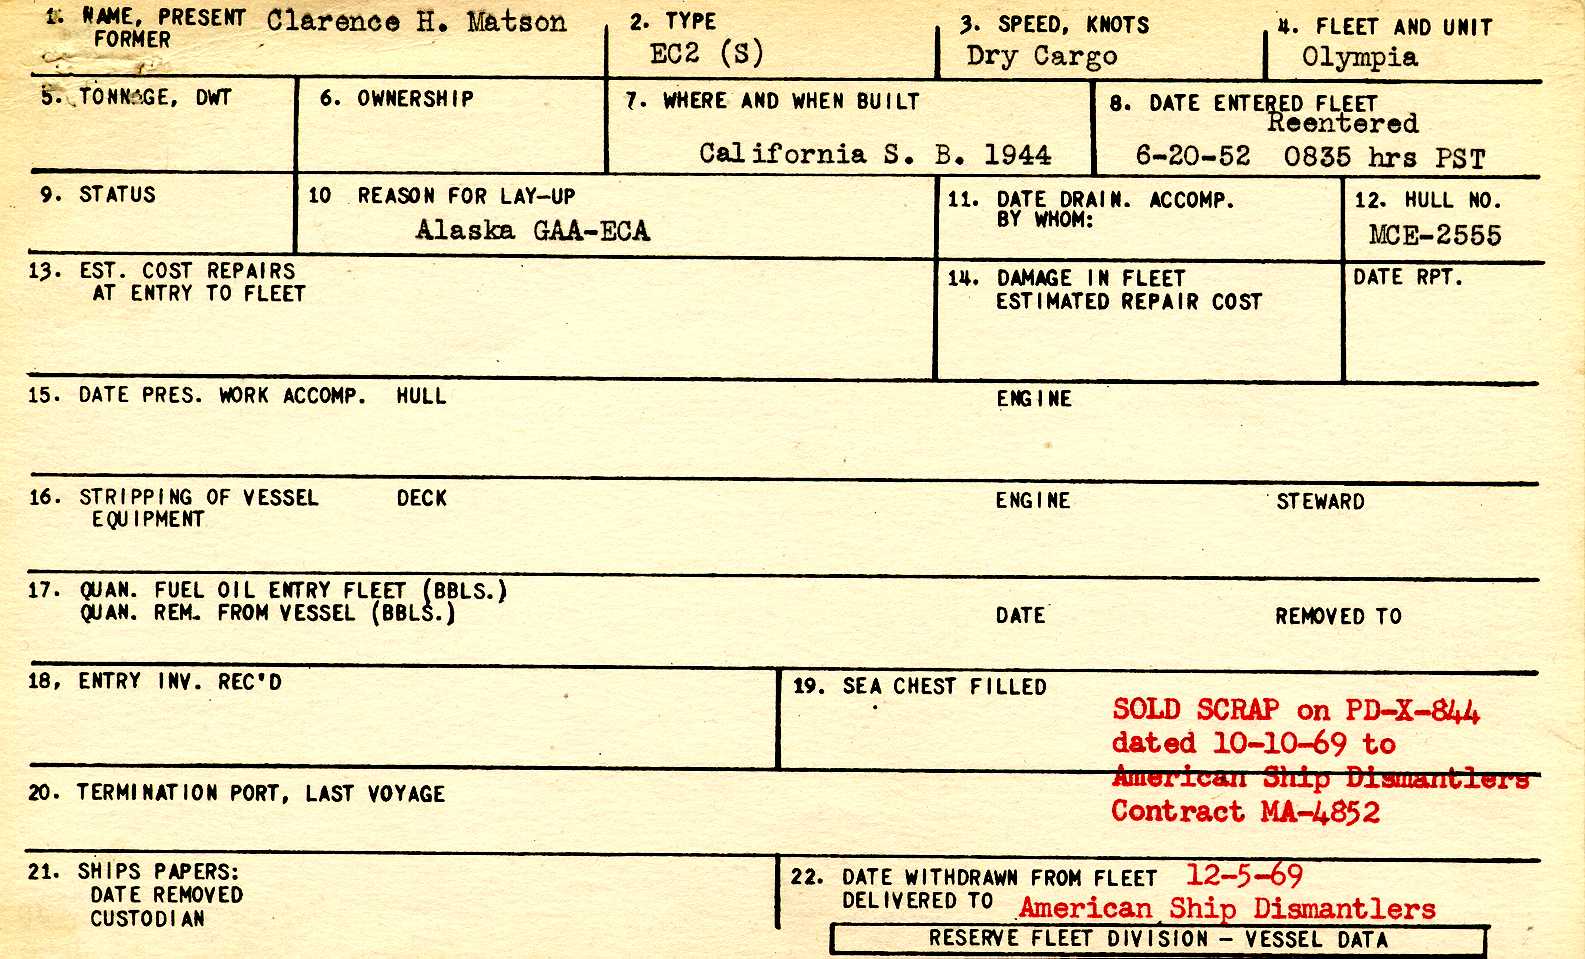 1. NAME, PRESENT Clarence H. Matson
FORMER
2. TYPE
EC2 (S)
3. SPEED, KNOTS
Dry Cargo
4. FLEET AND UNIT
Olympia
5. TONNAGE, DWT
6. OWNERSHIP
7. WHERE AND WHEN BUILT
California S. B. 1944
8. DATE ENTERED FLEET
Reentered
6-20-52 0835 hrs PST
9. STATUS
10 REASON FOR LAY-UP
Alaska GAA-ECA
11. DATE DRAIN. ACCOMP.
BY WHOM:
12. HULL NO.
MCE-2555
13. EST. COST REPAIRS
AT ENTRY TO FLEET
14. DAMAGE IN FLEET
ESTIMATED REPAIR COST
DATE RPT.
15. DATE PRES. WORK ACCOMP. HULL ENGINE
16. STRIPPING OF VESSEL DECK ENGINE STEWARD
EQUIPMENT
17. QUAN. FUEL OIL ENTRY FLEET (BBLS.)
QUAN. REM. FROM VESSEL (BBLS.) DATE REMOVED TO
18, ENTRY INV. REC'D
19. SEA CHEST FILLED
SOLD SCRAP on PD-X-844
dated 10-10-69 to
American Ship Dismantlers
Contract MA-4852
20. TERMINATION PORT, LAST VOYAGE
21. SHIPS PAPERS:
DATE REMOVED
CUSTODIAN
22. DATE WITHDRAWN FROM FLEET 12-5-69
DELIVERED TO American Ship Dismantlers
RESERVE FLEET DIVISION - VESSEL DATA